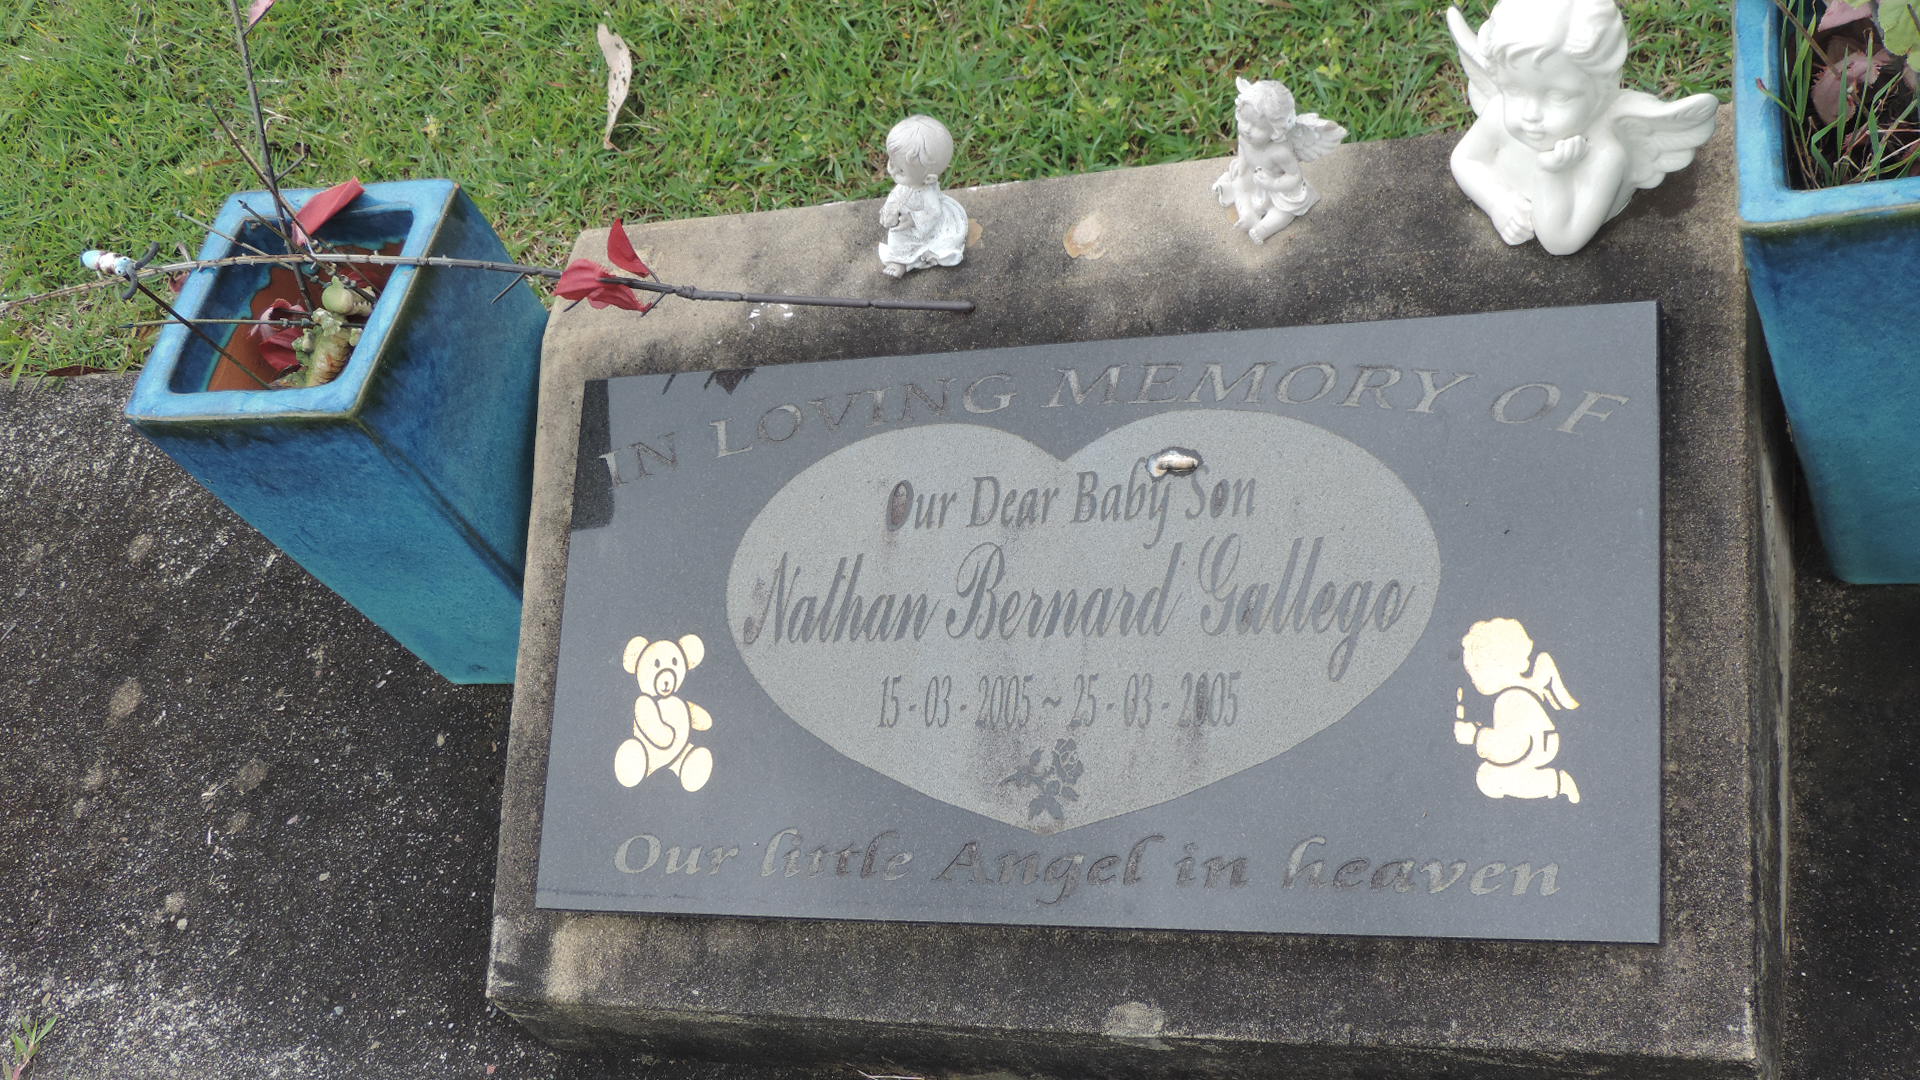 IN LOVING MEMORY OF
Our Dear Baby Son
Nathan Bernard Gallego
15 - 03 - 2005 ~ 25 - 03 - 2005
Our little Angel in heaven